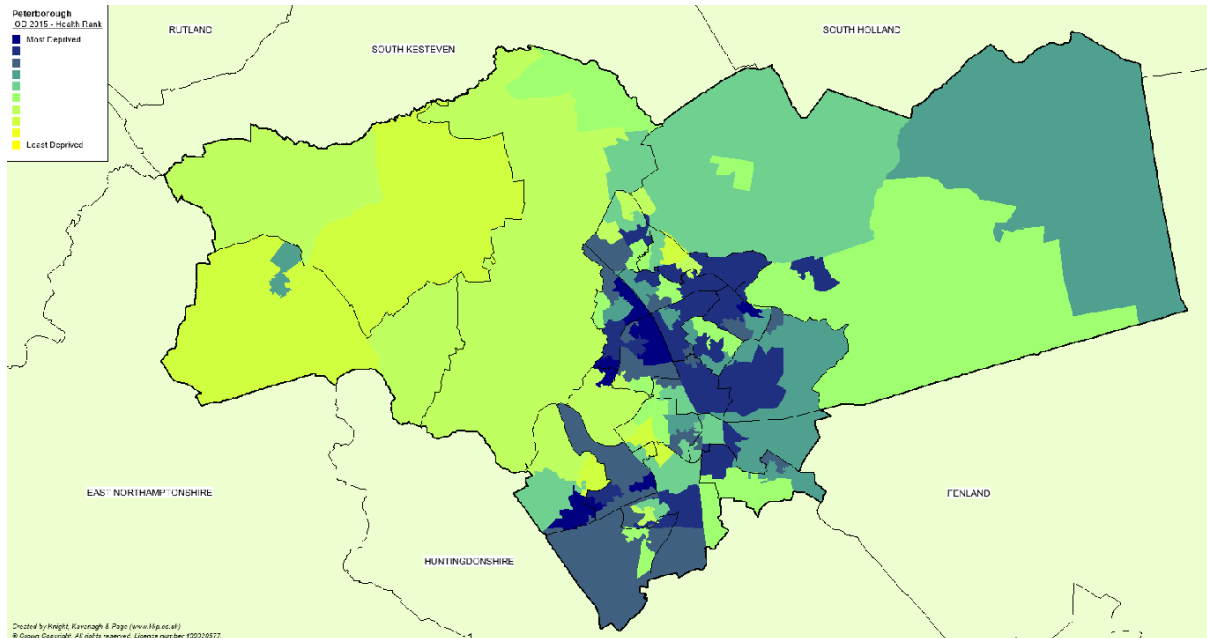 Peterborough
IOD 2015 - Health Rank
Most Deprived
Least Deprived
RUTLAND
SOUTH KESTEVEN
SOUTH HOLLAND
EAST NORTHAMPTONSHIRE
FENLAND
HUNTINGDONSHIRE
Created by Knight, Kavanagh & Page (www.kkp.co.uk)
© Crown Copyright. All rights reserved. License number 100020577.